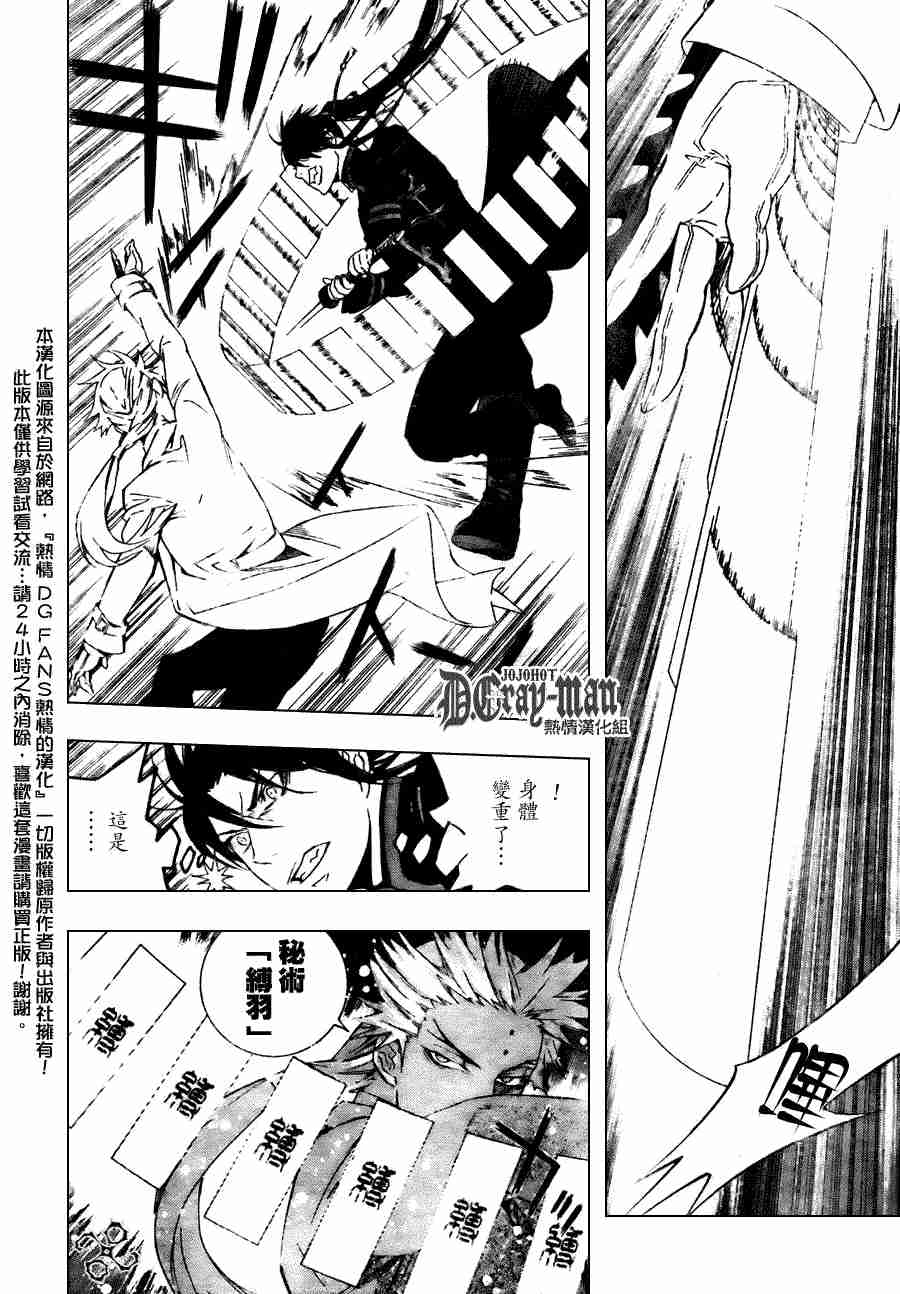 縛
JOJOHOT
D.Gray-man
熱情漢化組
！
身體
變重了…
這是
……
秘術
「縛羽」
本漢化圖源來自於網路，『熱情DG FANS熱情的漢化』一切版權歸原作者與出版社擁有！
此版本僅供學習試看交流…請24小時之內消除，喜歡這套漫畫請購買正版！謝謝。